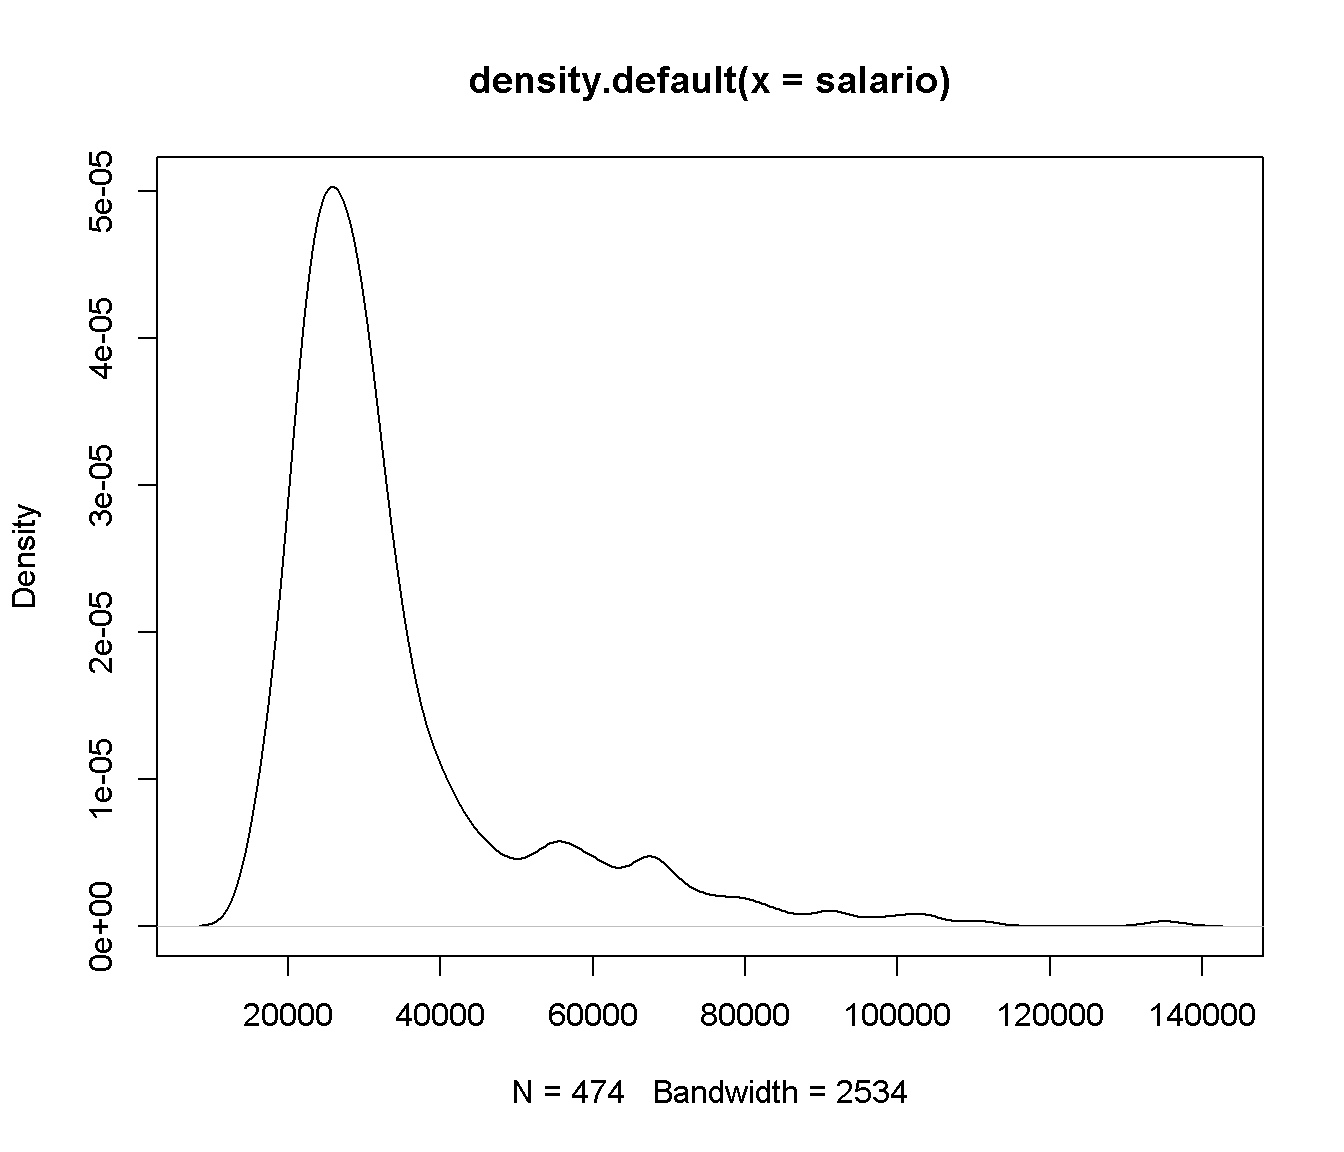 density.default(x = salario)
Density
5e-05
4e-05
3e-05
2e-05
1e-05
0e+00
20000 40000 60000 80000 100000 120000 140000
N = 474 Bandwidth = 2534